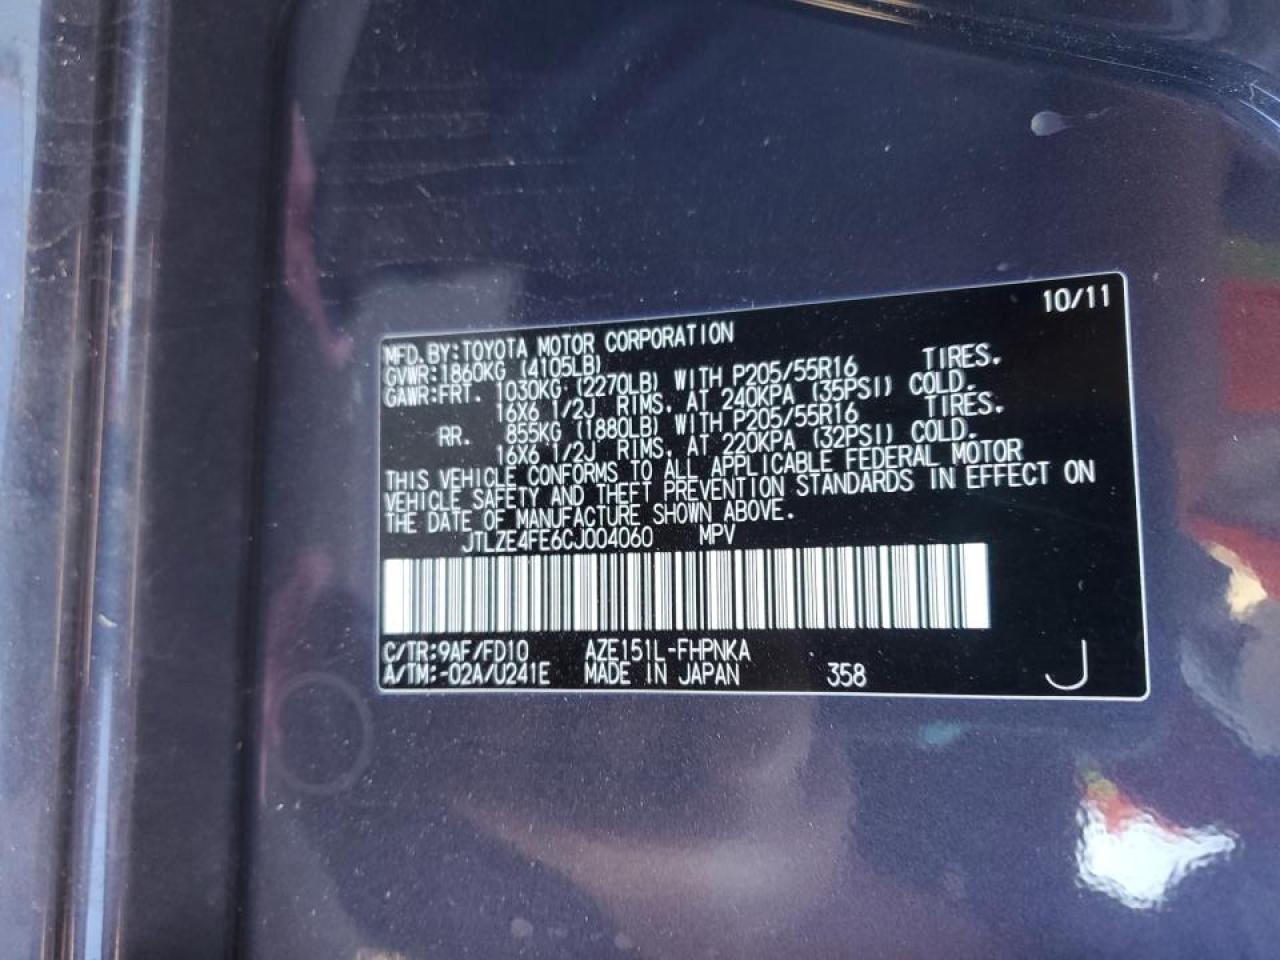 10/11
MFD. BY:TOYOTA MOTOR CORPORATION
GVWR:1860KG (4105LB)
GAWR:FRT. 1030KG (2270LB) WITH P205/55R16 TIRES.
16X6 1/2J RIMS, AT 240KPA (35PSI) COLD.
RR. 855KG (1880LB) WITH P205/55R16 TIRES.
16X6 1/2J RIMS, AT 220KPA (32PSI) COLD.
THIS VEHICLE CONFORMS TO ALL APPLICABLE FEDERAL MOTOR
VEHICLE SAFETY AND THEFT PREVENTION STANDARDS IN EFFECT ON
THE DATE OF MANUFACTURE SHOWN ABOVE.
JTLZE4FE6CJ004060 MPV
C/TR:9AF/FD10 AZE151L-FHPNKA
A/TM:-02A/U241E MADE IN JAPAN 358 J